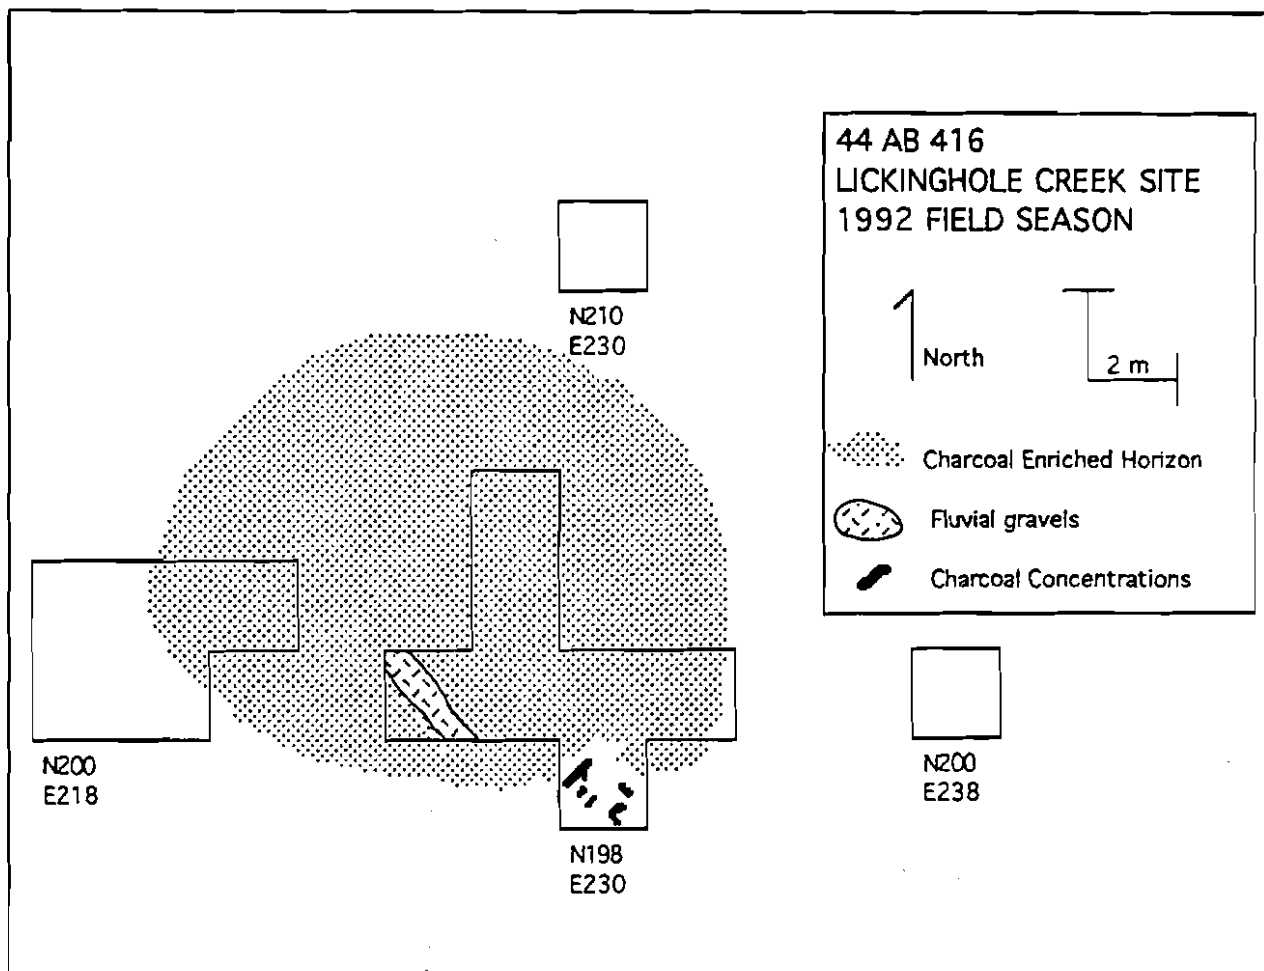 44 AB 416
LICKINGHOLE CREEK SITE
1992 FIELD SEASON
North
2 m
Charcoal Enriched Horizon
Fluvial gravels
Charcoal Concentrations
N210
E230
N200
E218
N200
E238
N198
E230